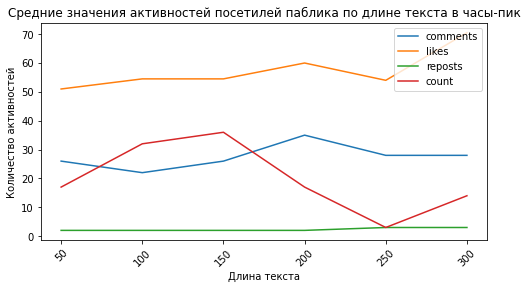 Средние значения активностей посетилей паблика по длине текста в часы-пик
comments
likes
reposts
count
Количество активностей
70
60
50
40
30
20
10
0
50
100
150
200
250
300
Длина текста